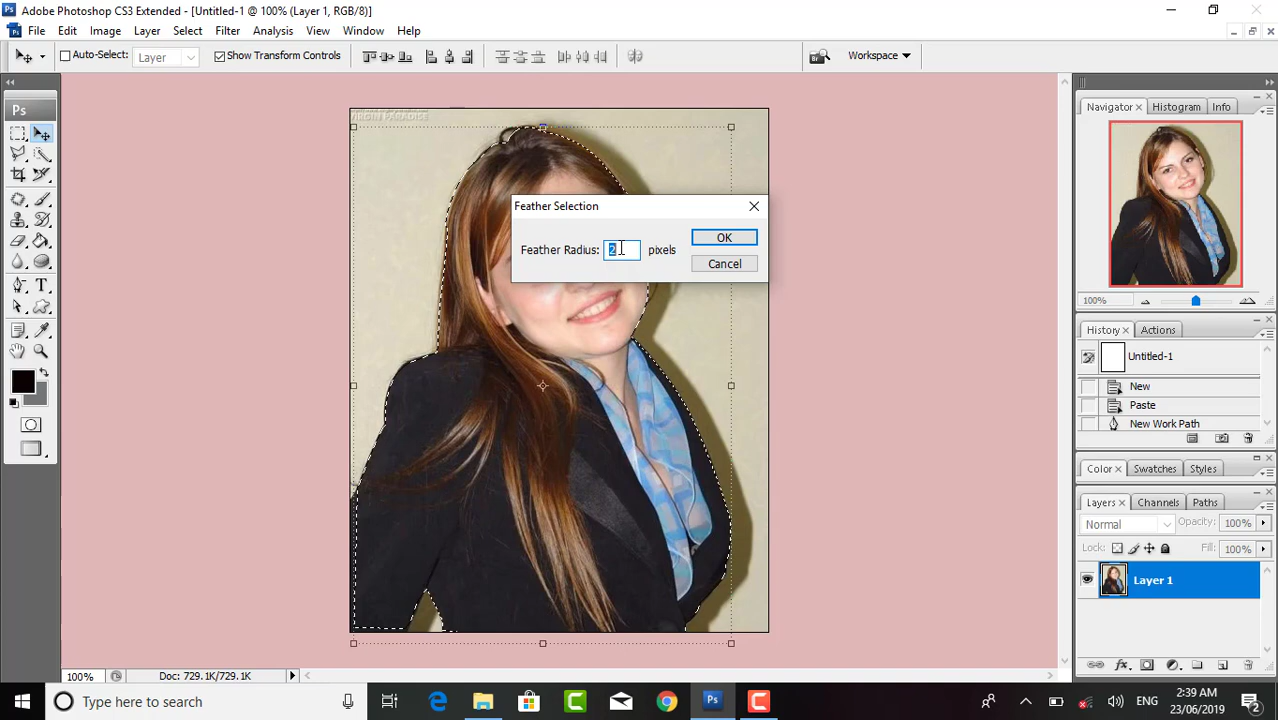 Adobe Photoshop CS3 Extended - [Untitled-1 @ 100% (Layer 1, RGB/8)]
File Edit Image Layer Select Filter Analysis View Window Help
Auto-Select: Layer Show Transform Controls Workspace
Ps
VIRGIN PARADISE
Feather Selection
Feather Radius: 2 pixels
OK
Cancel
Navigator Histogram Info
100%
History Actions
Untitled-1
New
Paste
New Work Path
Color Swatches Styles
Layers Channels Paths
Normal Opacity: 100%
Lock: Fill: 100%
Layer 1
100% Doc: 729.1K/729.1K
Type here to search
ENG
2:39 AM
23/06/2019
2